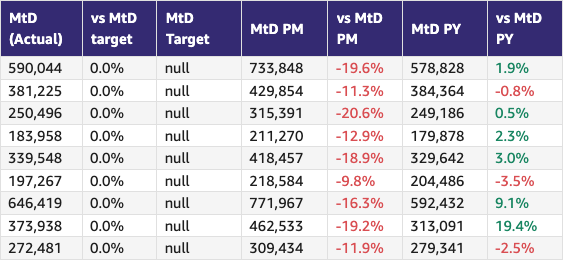 MtD (Actual) vs MtD target MtD Target MtD PM vs MtD PM MtD PY vs MtD PY
590,044 0.0% null 733,848 -19.6% 578,828 1.9%
381,225 0.0% null 429,854 -11.3% 384,364 -0.8%
250,496 0.0% null 315,391 -20.6% 249,186 0.5%
183,958 0.0% null 211,270 -12.9% 179,878 2.3%
339,548 0.0% null 418,457 -18.9% 329,642 3.0%
197,267 0.0% null 218,584 -9.8% 204,486 -3.5%
646,419 0.0% null 771,967 -16.3% 592,432 9.1%
373,938 0.0% null 462,533 -19.2% 313,091 19.4%
272,481 0.0% null 309,434 -11.9% 279,341 -2.5%